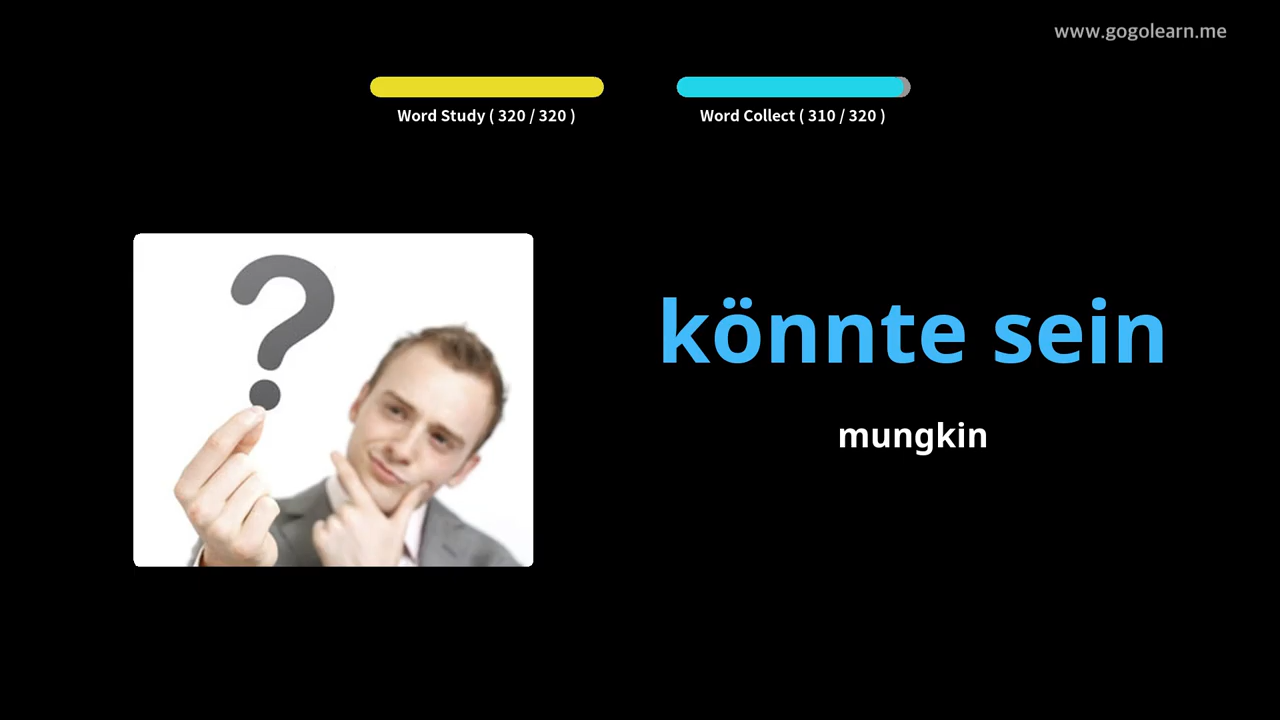 www.gogolearn.me
Word Study ( 320 / 320 )
Word Collect ( 310 / 320 )
könnte sein
mungkin